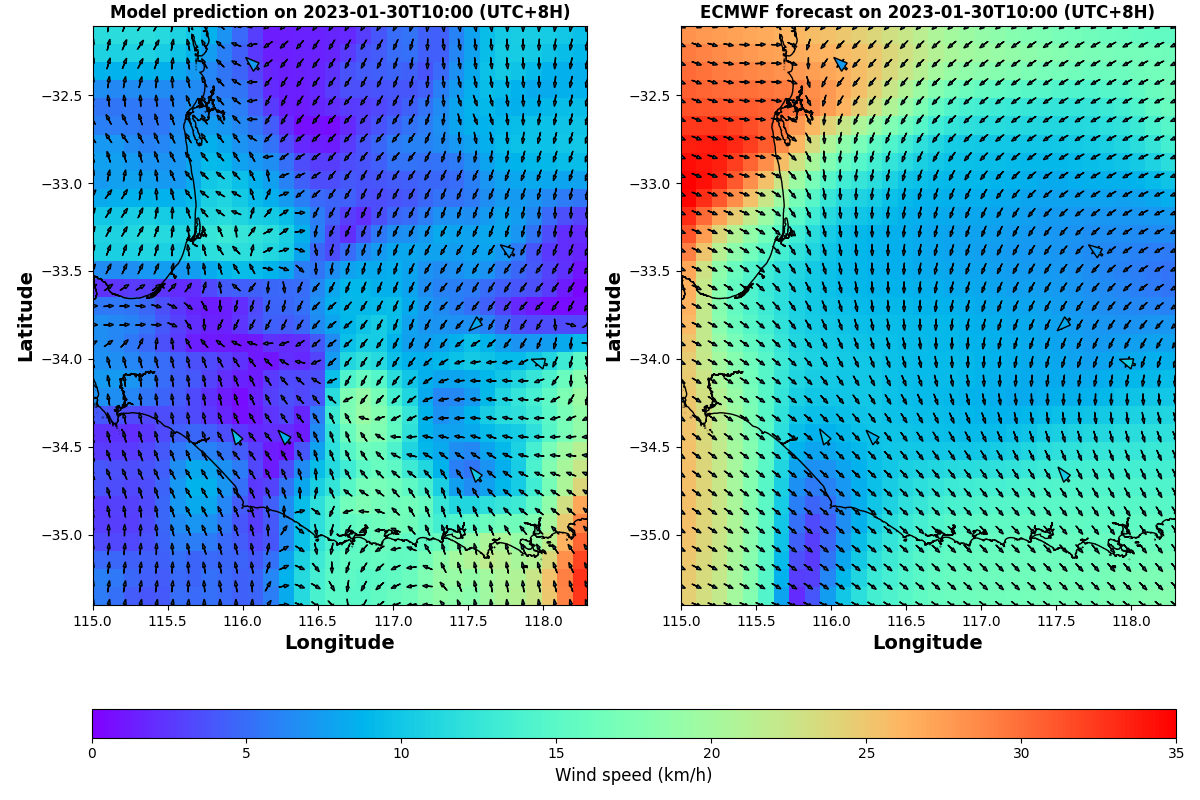 Model prediction on 2023-01-30T10:00 (UTC+8H)
ECMWF forecast on 2023-01-30T10:00 (UTC+8H)
Latitude
−32.5
−33.0
−33.5
−34.0
−34.5
−35.0
115.0 115.5 116.0 116.5 117.0 117.5 118.0
Longitude
Latitude
−32.5
−33.0
−33.5
−34.0
−34.5
−35.0
115.0 115.5 116.0 116.5 117.0 117.5 118.0
Longitude
0 5 10 15 20 25 30 35
Wind speed (km/h)